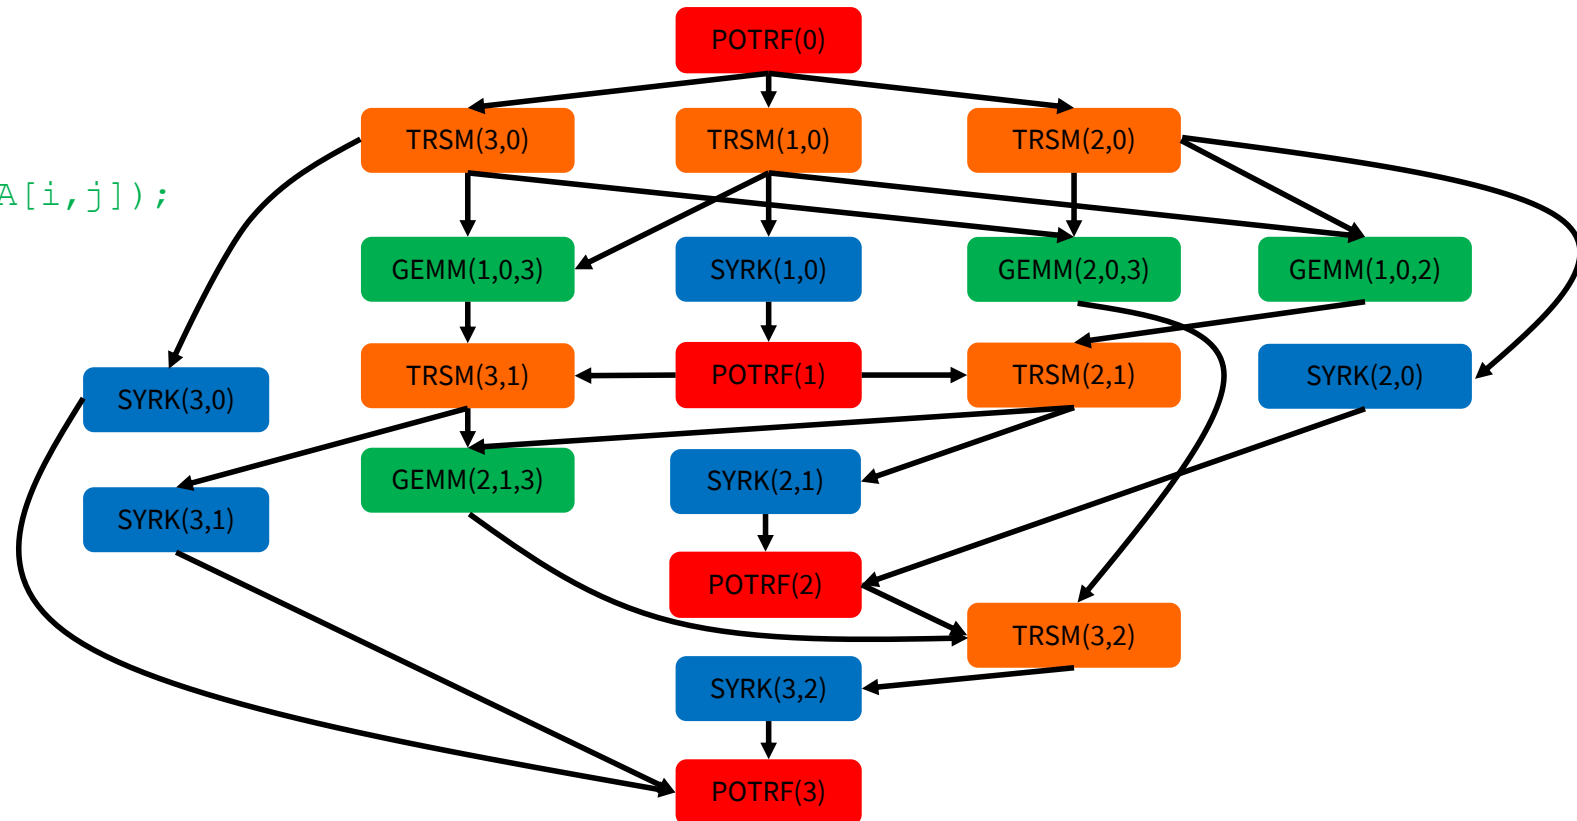 POTRF(0)
TRSM(3,0)
TRSM(1,0)
TRSM(2,0)
A[i,j]);
GEMM(1,0,3)
SYRK(1,0)
GEMM(2,0,3)
GEMM(1,0,2)
TRSM(3,1)
POTRF(1)
TRSM(2,1)
SYRK(2,0)
SYRK(3,0)
GEMM(2,1,3)
SYRK(2,1)
SYRK(3,1)
POTRF(2)
TRSM(3,2)
SYRK(3,2)
POTRF(3)